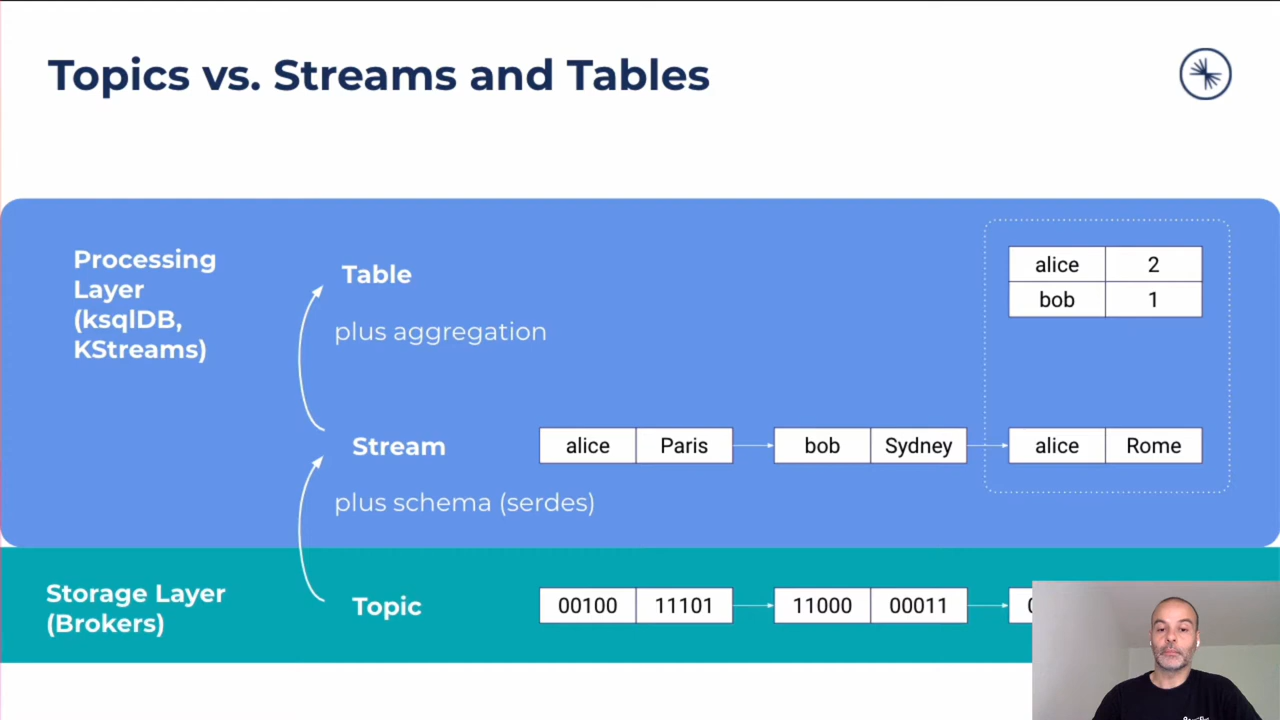 Topics vs. Streams and Tables
Processing
Layer
(ksqlDB,
KStreams)
Table
plus aggregation
alice 2
bob 1
Stream
alice Paris
bob Sydney
alice Rome
plus schema (serdes)
Storage Layer
(Brokers)
Topic
00100 11101
11000 00011